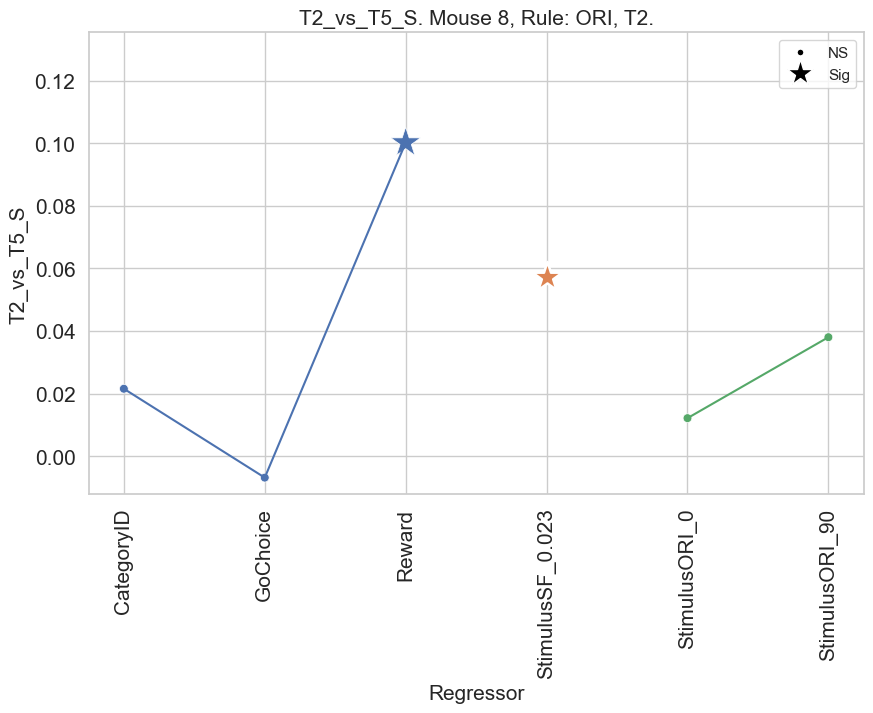 T2_vs_T5_S. Mouse 8, Rule: ORI, T2.
NS
Sig
0.12
0.10
0.08
0.06
0.04
0.02
0.00
T2_vs_T5_S
CategoryID
GoChoice
Reward
StimulusSF_0.023
StimulusORI_0
StimulusORI_90
Regressor